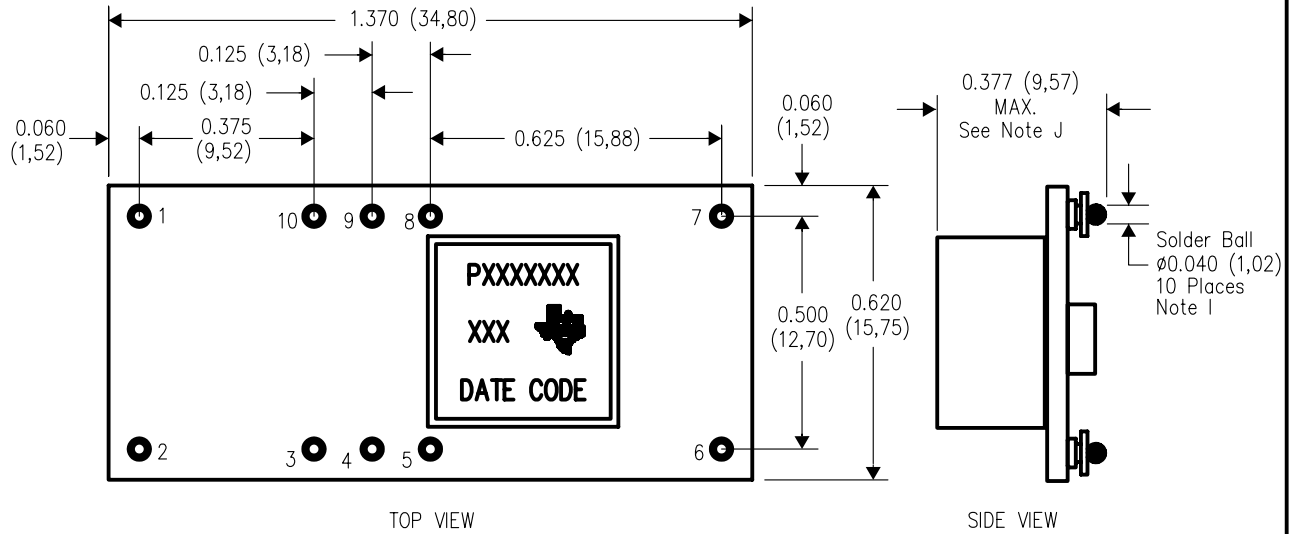 1.370 (34,80)
0.125 (3,18)
0.125 (3,18)
0.060
(1,52)
0.375
(9,52)
0.625 (15,88)
0.060
(1,52)
0.377 (9,57)
MAX.
See Note J
1
10
9
8
7
PXXXXXXX
XXX
DATE CODE
0.500
(12,70)
0.620
(15,75)
Solder Ball
ø0.040 (1,02)
10 Places
Note I
2
3
4
5
6
TOP VIEW
SIDE VIEW